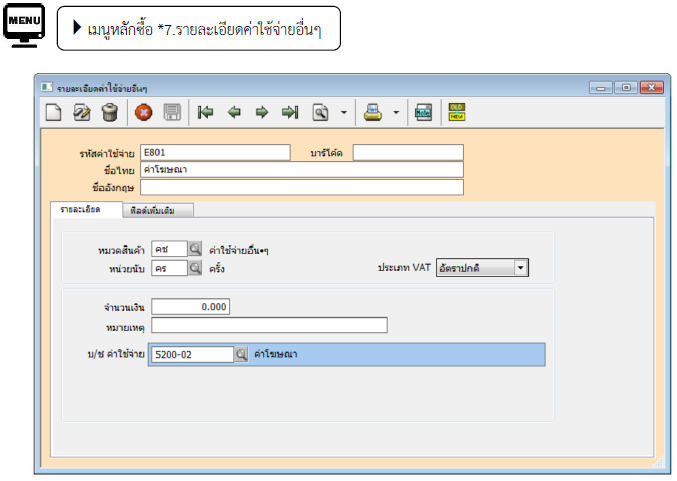 MENU
เมนูหลักซื้อ *7.รายละเอียดค่าใช้จ่ายอื่นๆ
รายละเอียดค่าใช้จ่ายอื่นๆ
OLD
NEW
รหัสค่าใช้จ่าย E801 บาร์โค้ด
ชื่อไทย ค่าโฆษณา
ชื่ออังกฤษ
รายละเอียด ฟิลด์เพิ่มเติม
หมวดสินค้า คช ค่าใช้จ่ายอื่นๆ
หน่วยนับ คร ครั้ง ประเภท VAT อัตราปกติ
จำนวนเงิน 0.000
หมายเหตุ
บ/ช ค่าใช้จ่าย 5200-02 ค่าโฆษณา